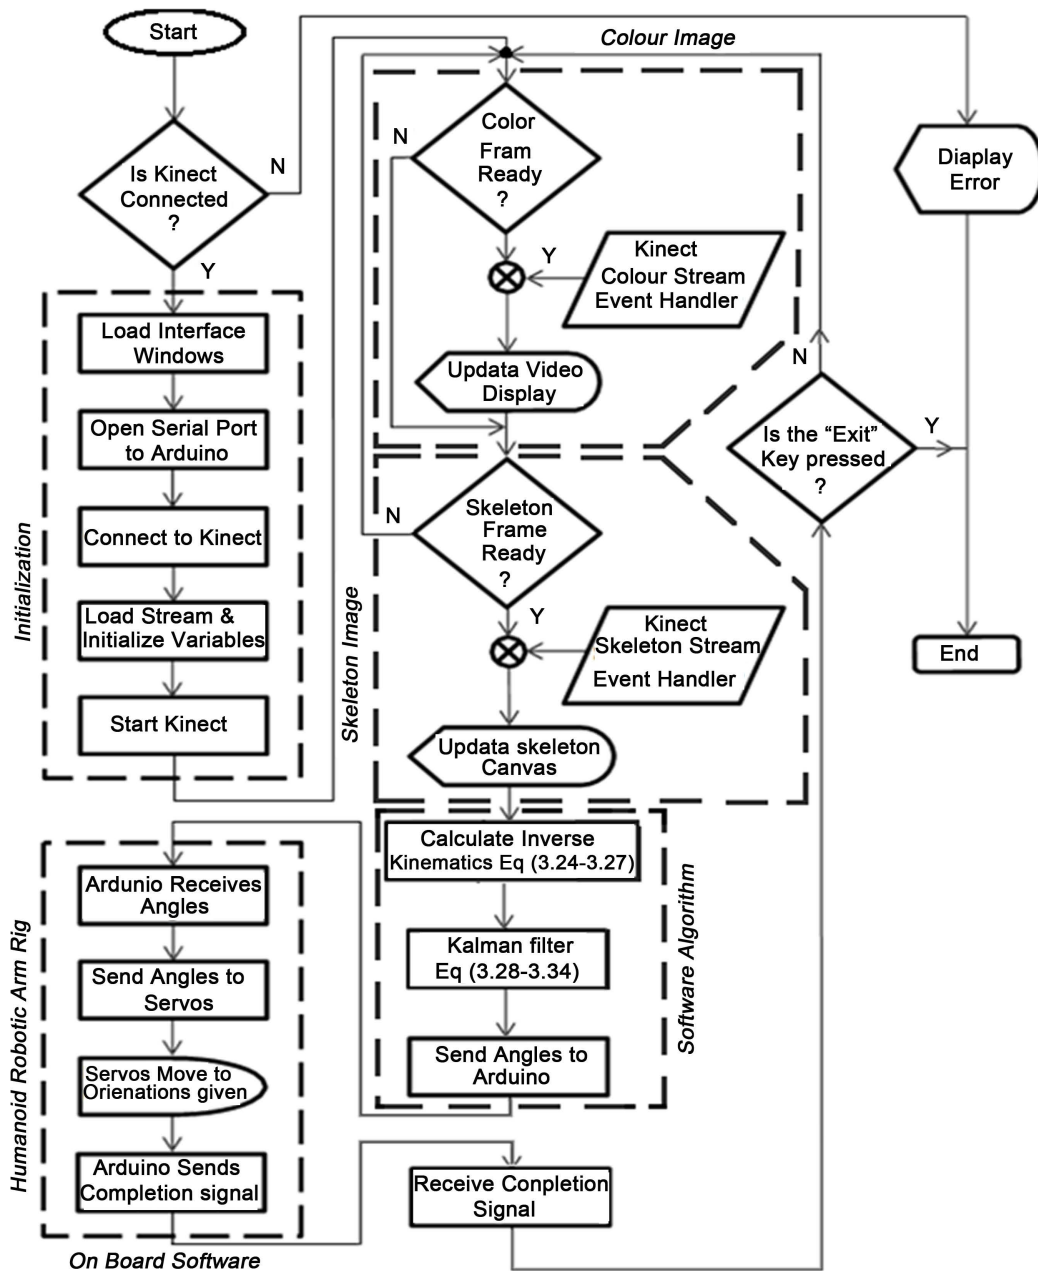 Start
Is Kinect
Connected
?
N
Y
Load Interface
Windows
Open Serial Port
to Arduino
Connect to Kinect
Load Stream &
Initialize Variables
Start Kinect
Initialization
Colour Image
Color
Fram
Ready
?
N
Y
Kinect
Colour Stream
Event Handler
Updata Video
Display
Skeleton
Frame
Ready
?
N
Y
Kinect
Skeleton Stream
Event Handler
Updata skeleton
Canvas
Skeleton Image
Calculate Inverse
Kinematics Eq (3.24-3.27)
Kalman filter
Eq (3.28-3.34)
Send Angles to
Arduino
Software Algorithm
Ardunio Receives
Angles
Send Angles to
Servos
Servos Move to
Orienations given
Arduino Sends
Completion signal
Humanoid Robotic Arm Rig
On Board Software
Receive Conpletion
Signal
Is the “Exit”
Key pressed
?
N
Y
Diaplay
Error
End